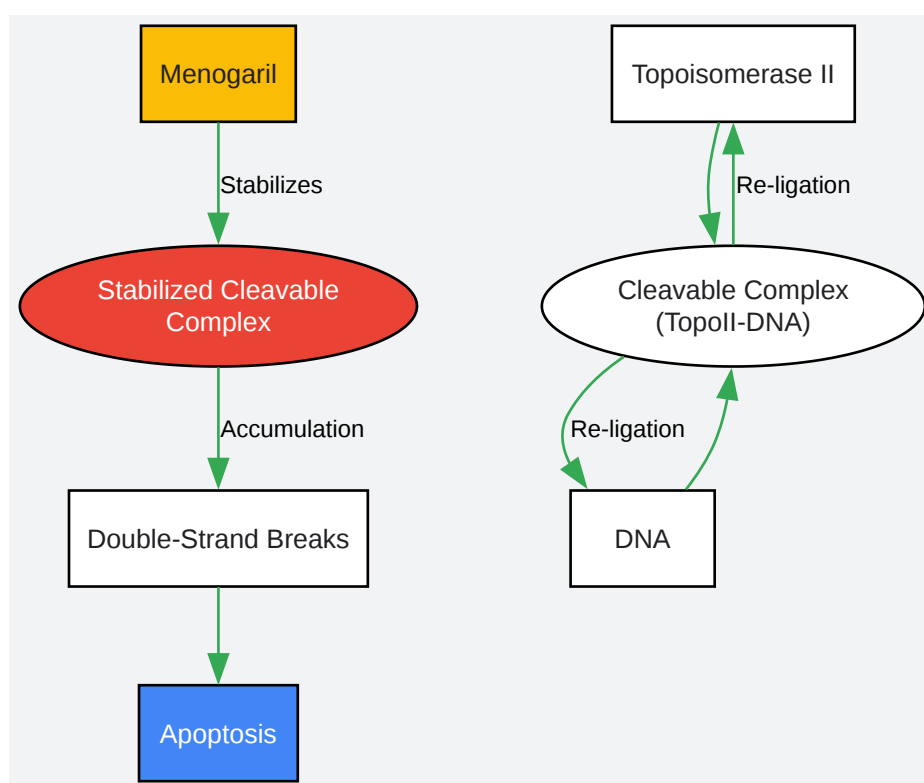 Menogaril
Topoisomerase II
Stabilizes
Re-ligation
Stabilized Cleavable
Complex
Cleavable Complex
(TopoII-DNA)
Accumulation
Re-ligation
Double-Strand Breaks
DNA
Apoptosis